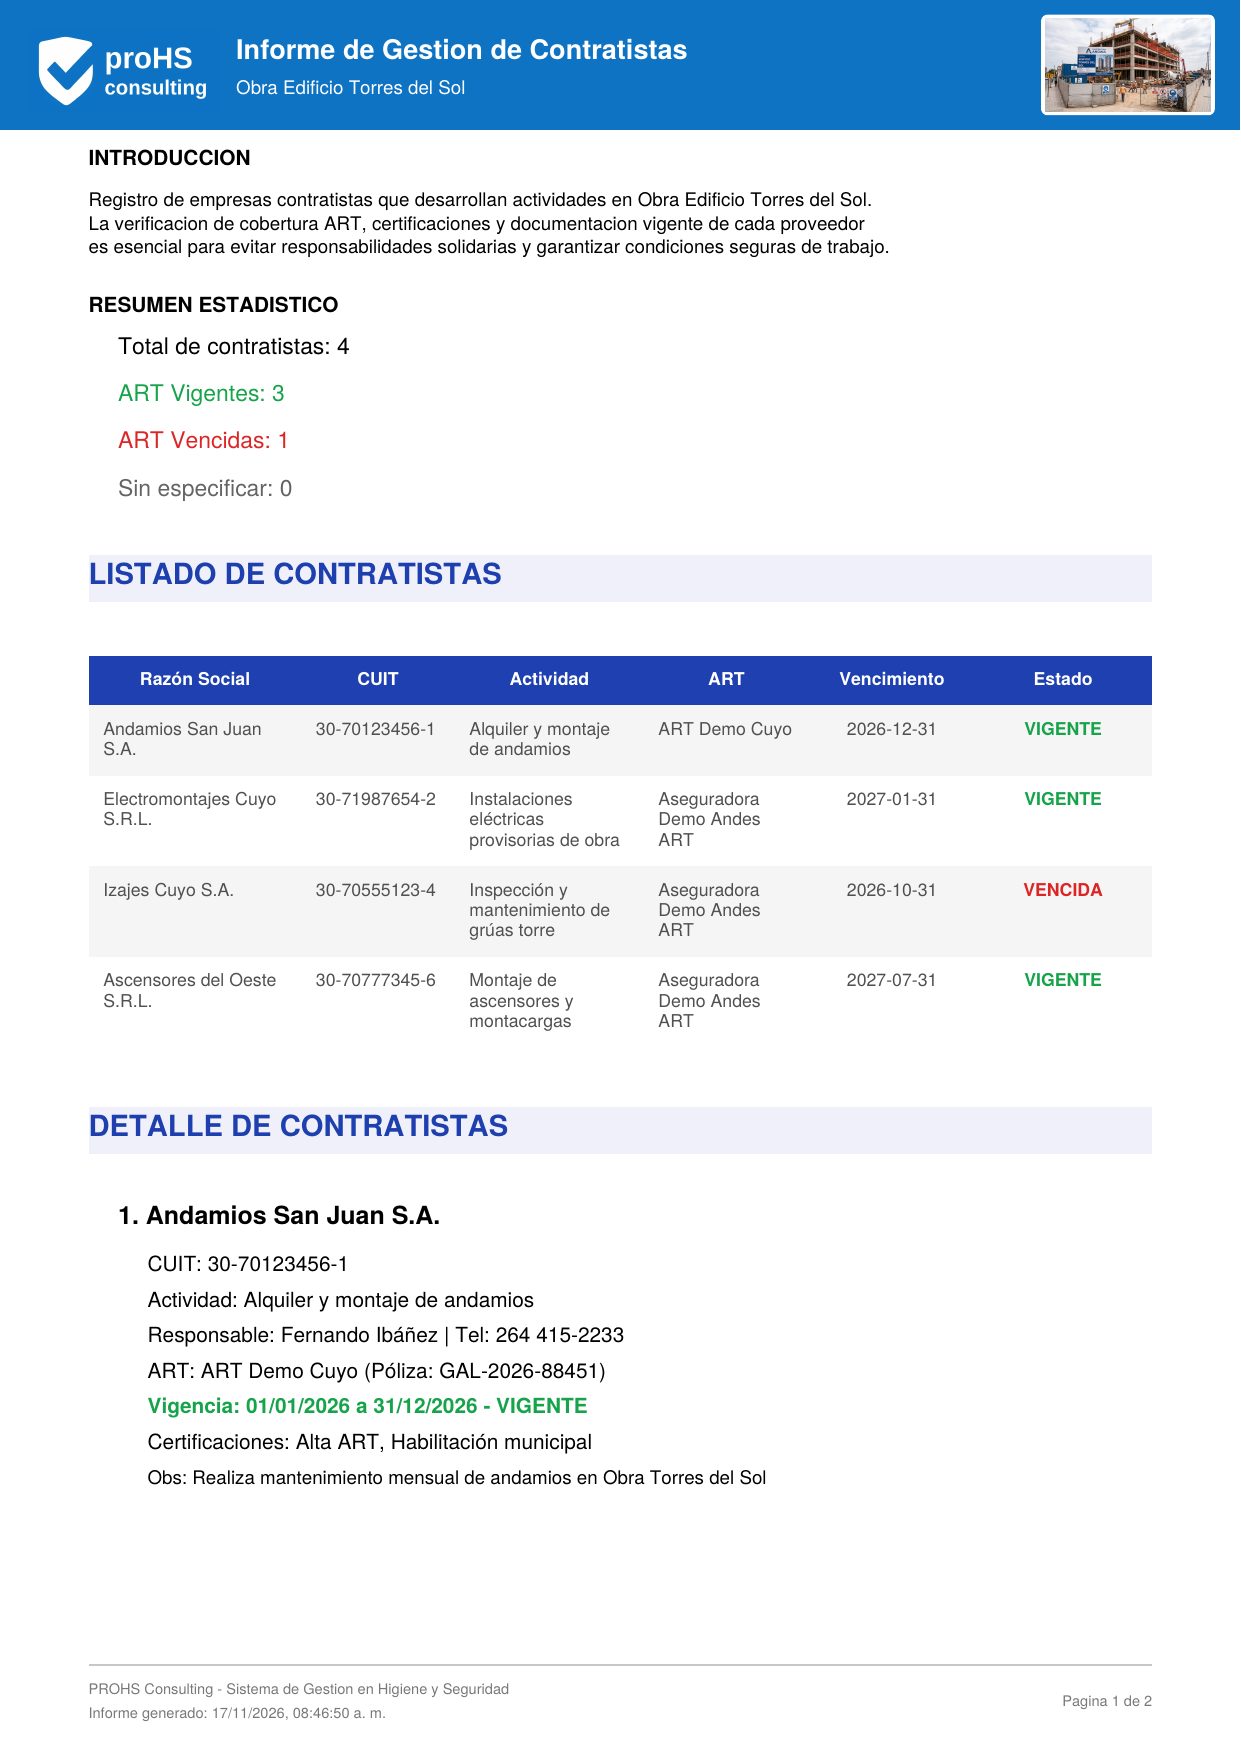 proHS
consulting
Informe de Gestion de Contratistas
Obra Edificio Torres del Sol
INTRODUCCION
Registro de empresas contratistas que desarrollan actividades en Obra Edificio Torres del Sol.
La verificacion de cobertura ART, certificaciones y documentacion vigente de cada proveedor
es esencial para evitar responsabilidades solidarias y garantizar condiciones seguras de trabajo.
RESUMEN ESTADISTICO
Total de contratistas: 4
ART Vigentes: 3
ART Vencidas: 1
Sin especificar: 0
LISTADO DE CONTRATISTAS
Razón Social CUIT Actividad ART Vencimiento Estado
Andamios San Juan 30-70123456-1 Alquiler y montaje ART Demo Cuyo 2026-12-31 VIGENTE
S.A. de andamios
Electromontajes Cuyo 30-71987654-2 Instalaciones Aseguradora 2027-01-31 VIGENTE
S.R.L. eléctricas Demo Andes
provisorias de obra ART
Izajes Cuyo S.A. 30-70555123-4 Inspección y Aseguradora 2026-10-31 VENCIDA
mantenimiento de Demo Andes
grúas torre ART
Ascensores del Oeste 30-70777345-6 Montaje de Aseguradora 2027-07-31 VIGENTE
S.R.L. ascensores y Demo Andes
montacargas ART
DETALLE DE CONTRATISTAS
1. Andamios San Juan S.A.
CUIT: 30-70123456-1
Actividad: Alquiler y montaje de andamios
Responsable: Fernando Ibáñez | Tel: 264 415-2233
ART: ART Demo Cuyo (Póliza: GAL-2026-88451)
Vigencia: 01/01/2026 a 31/12/2026 - VIGENTE
Certificaciones: Alta ART, Habilitación municipal
Obs: Realiza mantenimiento mensual de andamios en Obra Torres del Sol
PROHS Consulting - Sistema de Gestion en Higiene y Seguridad
Informe generado: 17/11/2026, 08:46:50 a. m.
Pagina 1 de 2